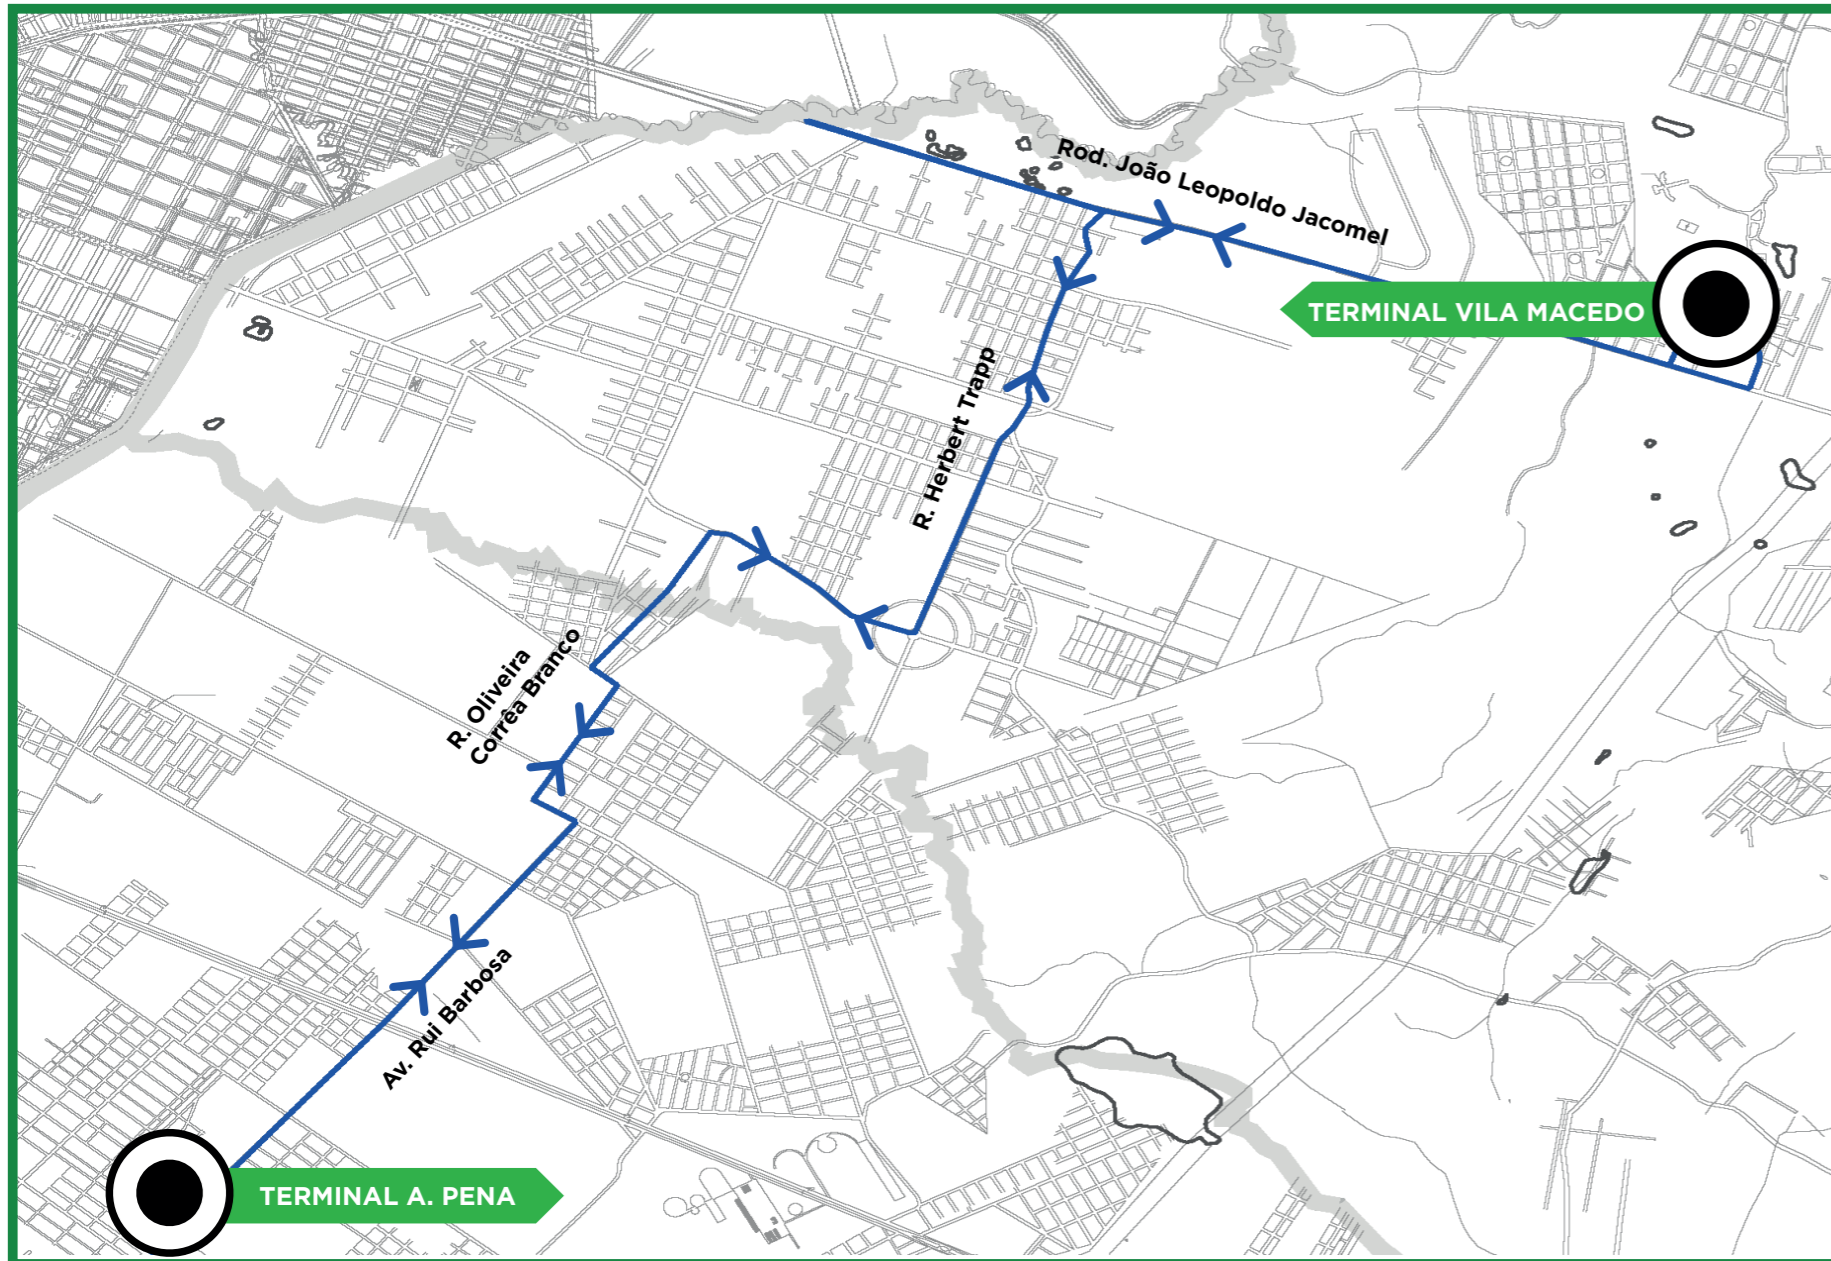 Rod. João Leopoldo Jacomel
TERMINAL VILA MACEDO
R. Herbert Trapp
R. Oliveira
Corrêa Branco
Av. Rui Barbosa
TERMINAL A. PENA